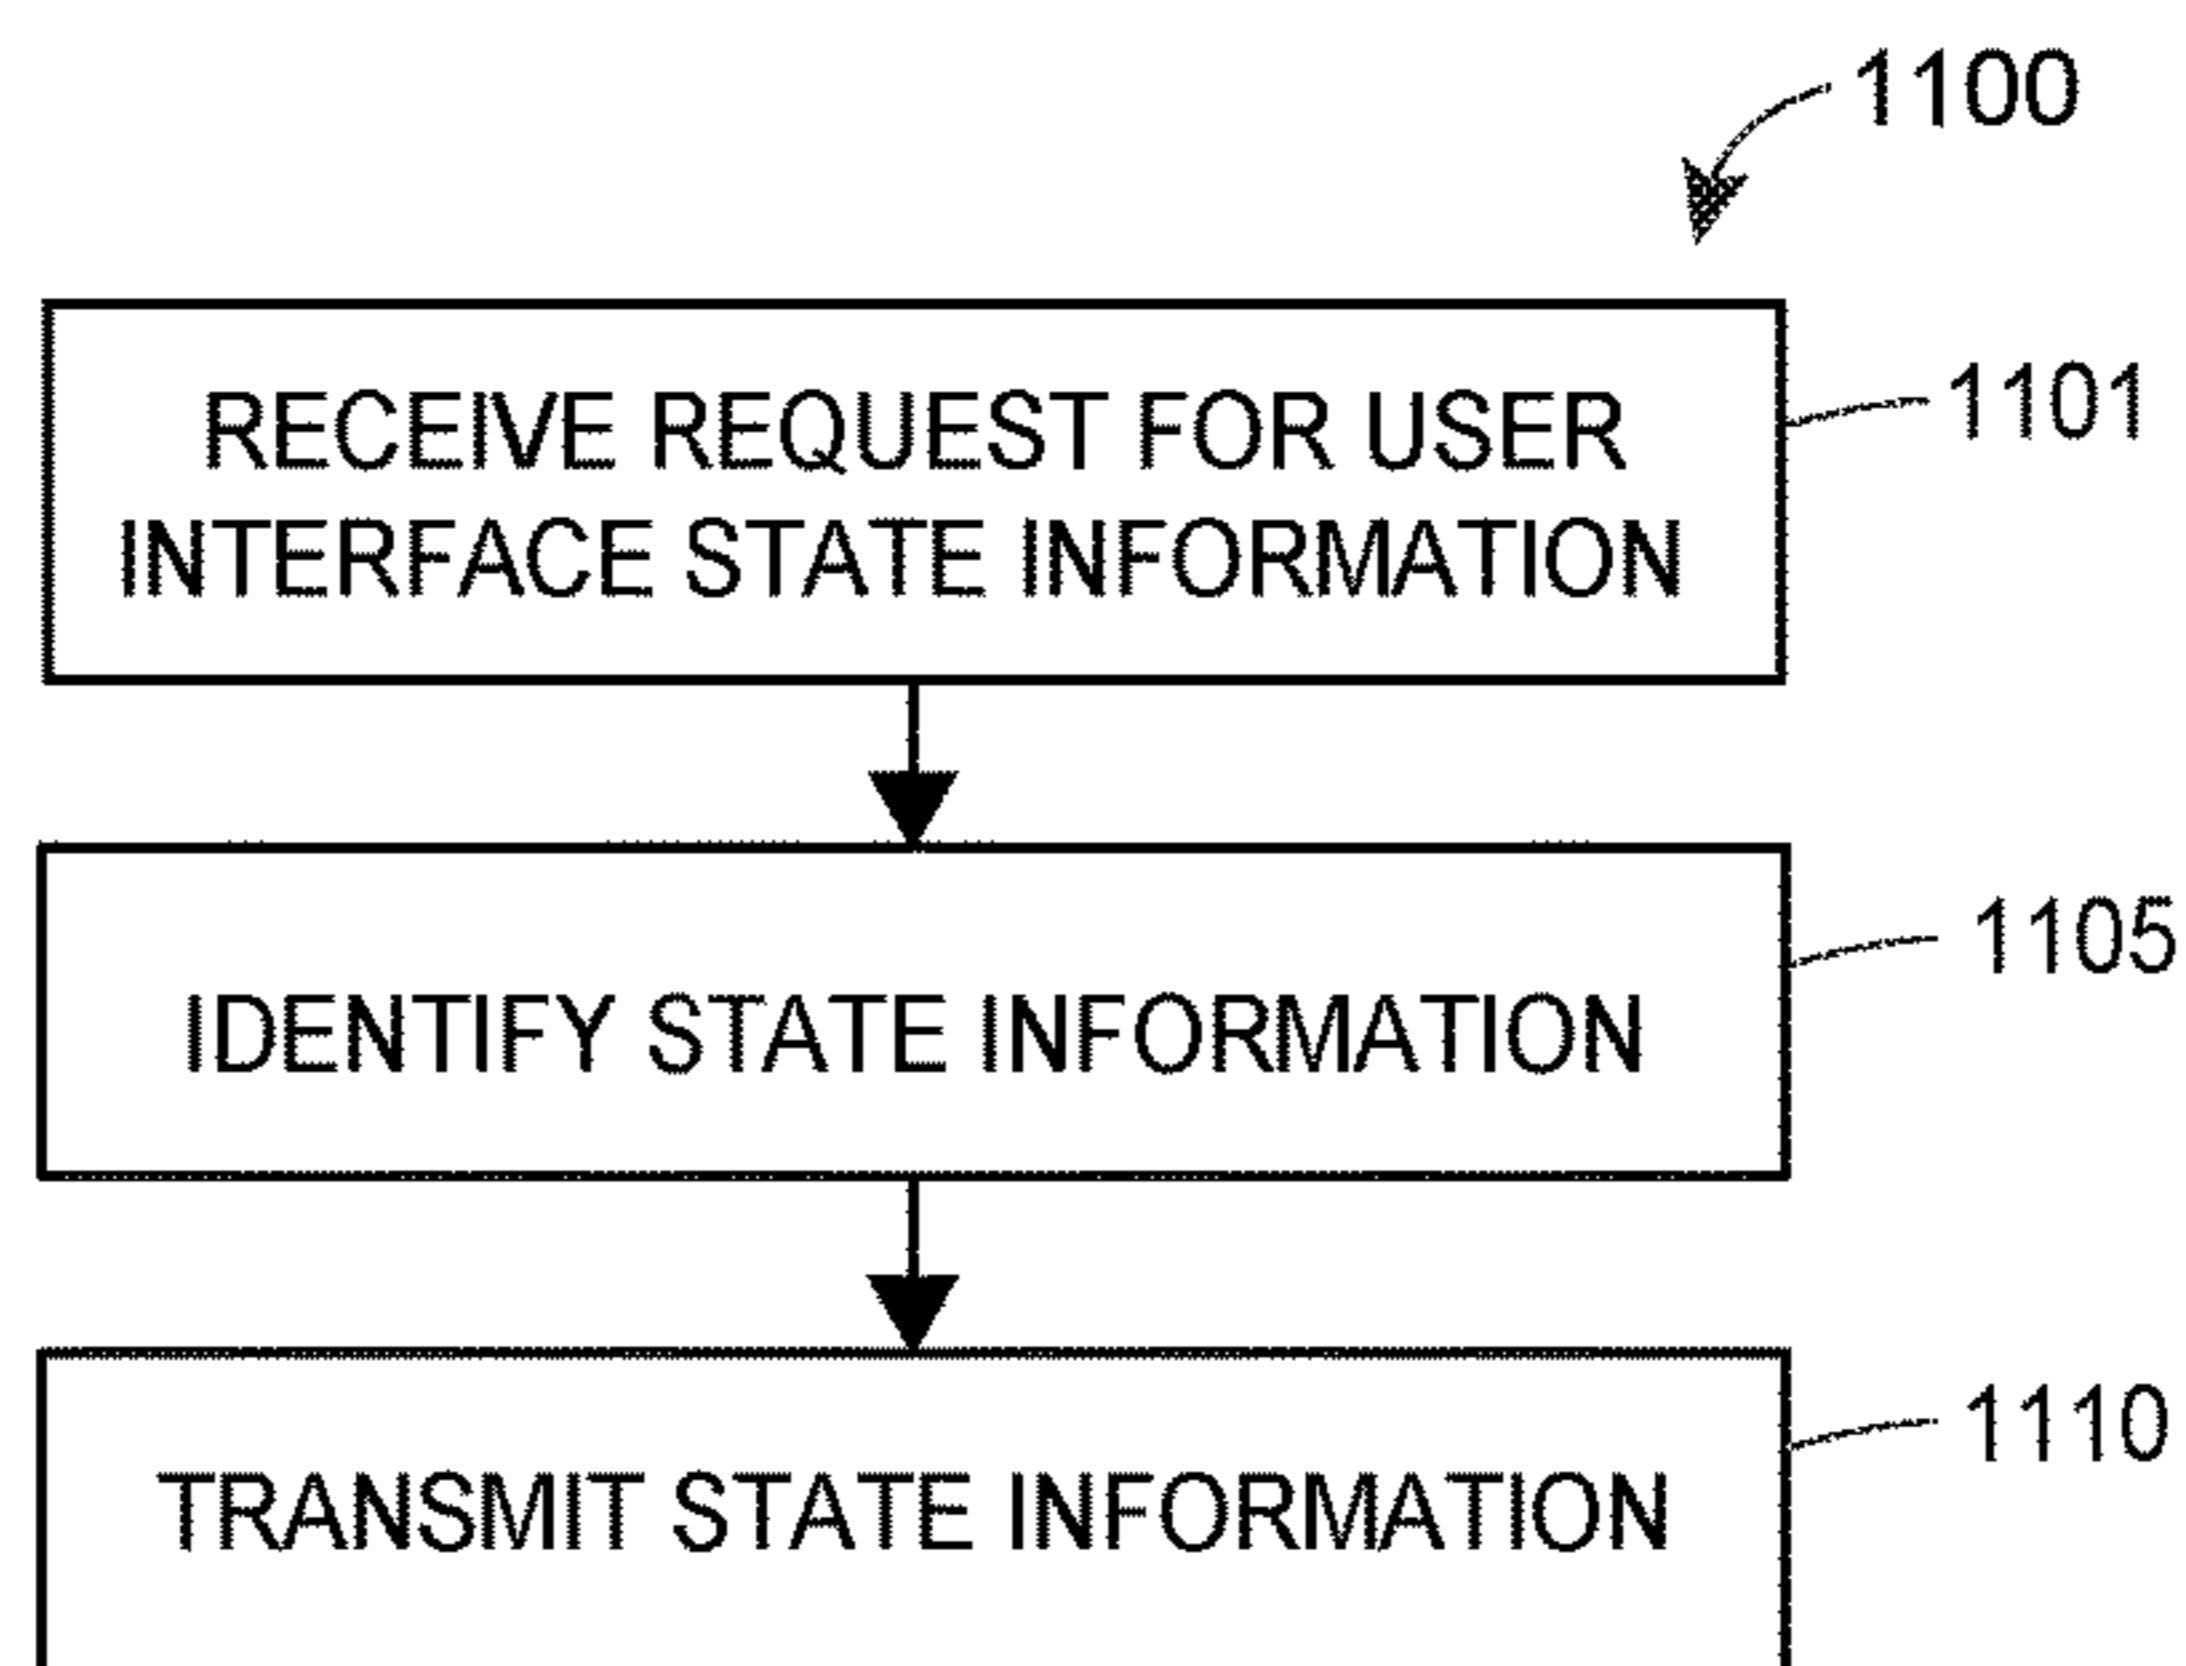 1100
RECEIVE REQUEST FOR USER
INTERFACE STATE INFORMATION
1101
IDENTIFY STATE INFORMATION
1105
TRANSMIT STATE INFORMATION
1110